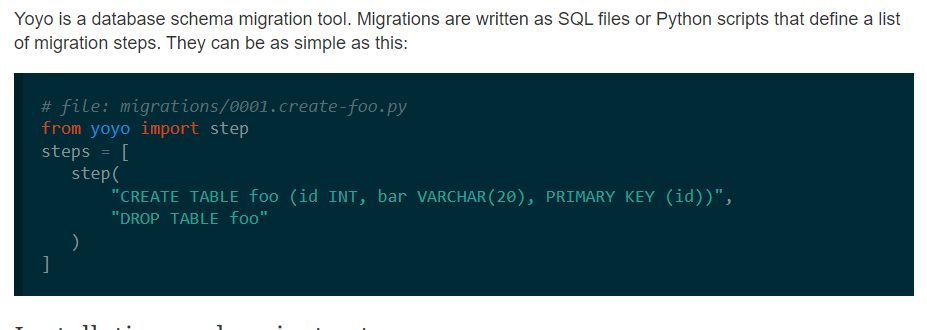 Yoyo is a database schema migration tool. Migrations are written as SQL files or Python scripts that define a list
of migration steps. They can be as simple as this:
# file: migrations/0001.create-foo.py
from yoyo import step
steps = [
   step(
       "CREATE TABLE foo (id INT, bar VARCHAR(20), PRIMARY KEY (id))",
       "DROP TABLE foo"
   )
]